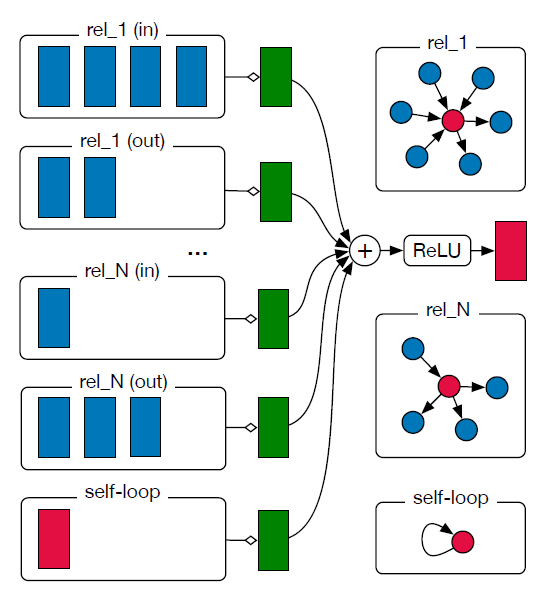 rel_1 (in)
rel_1 (out)
...
rel_N (in)
rel_N (out)
self-loop
+
ReLU
rel_1
rel_N
self-loop